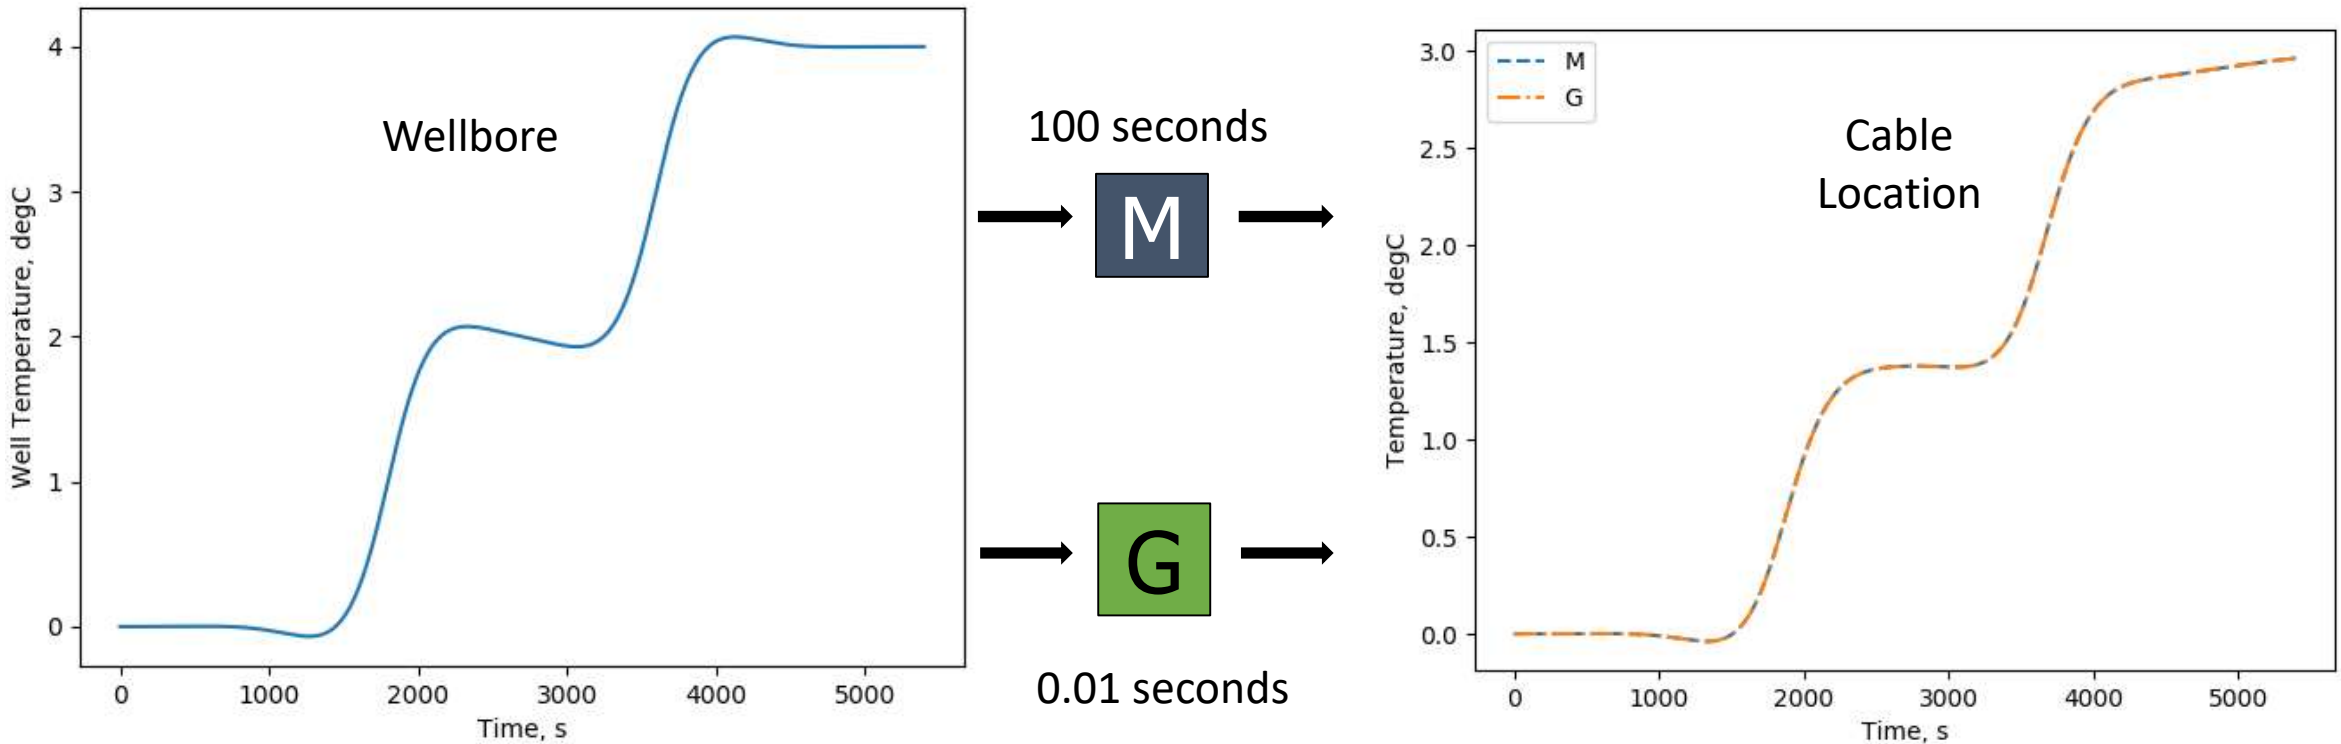 Wellbore
Well Temperature, degC
4
3
2
1
0
0 1000 2000 3000 4000 5000
Time, s
100 seconds
M
G
0.01 seconds
M
G
Cable
Location
Temperature, degC
3.0
2.5
2.0
1.5
1.0
0.5
0.0
0 1000 2000 3000 4000 5000
Time, s